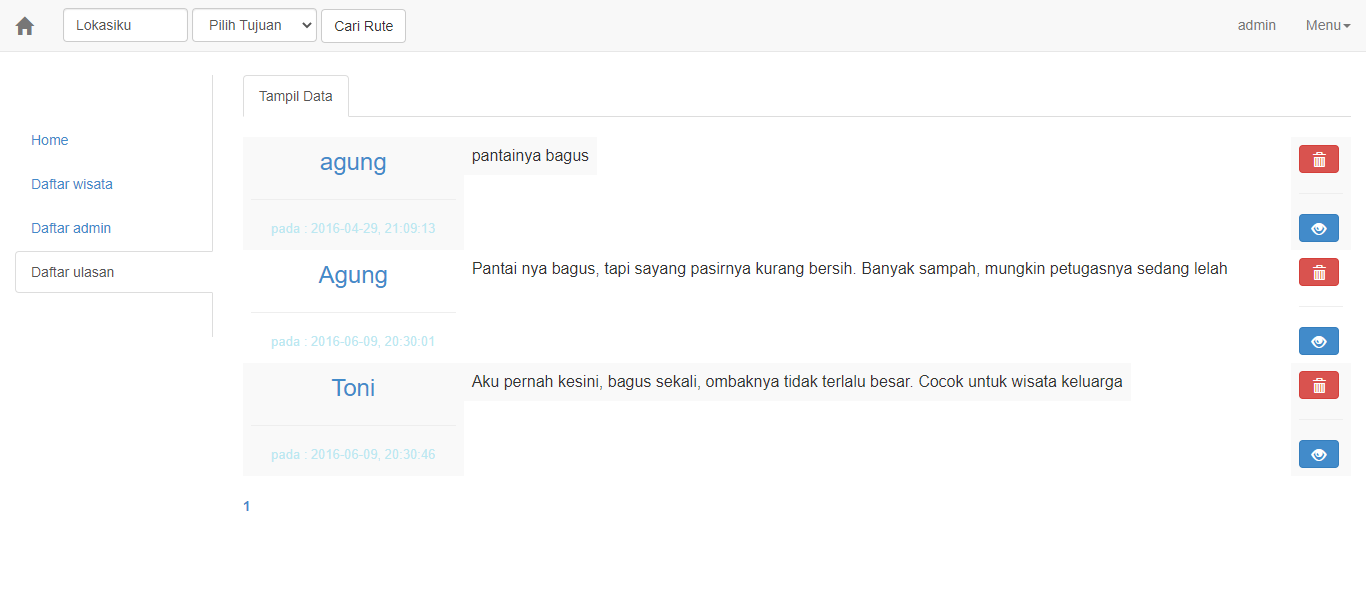 Lokasiku Pilih Tujuan Cari Rute admin Menu
Tampil Data
Home
Daftar wisata
Daftar admin
Daftar ulasan
agung
pantainya bagus
pada : 2016-04-29, 21:09:13
Agung
Pantai nya bagus, tapi sayang pasirnya kurang bersih. Banyak sampah, mungkin petugasnya sedang lelah
pada : 2016-06-09, 20:30:01
Toni
Aku pernah kesini, bagus sekali, ombaknya tidak terlalu besar. Cocok untuk wisata keluarga
pada : 2016-06-09, 20:30:46
1